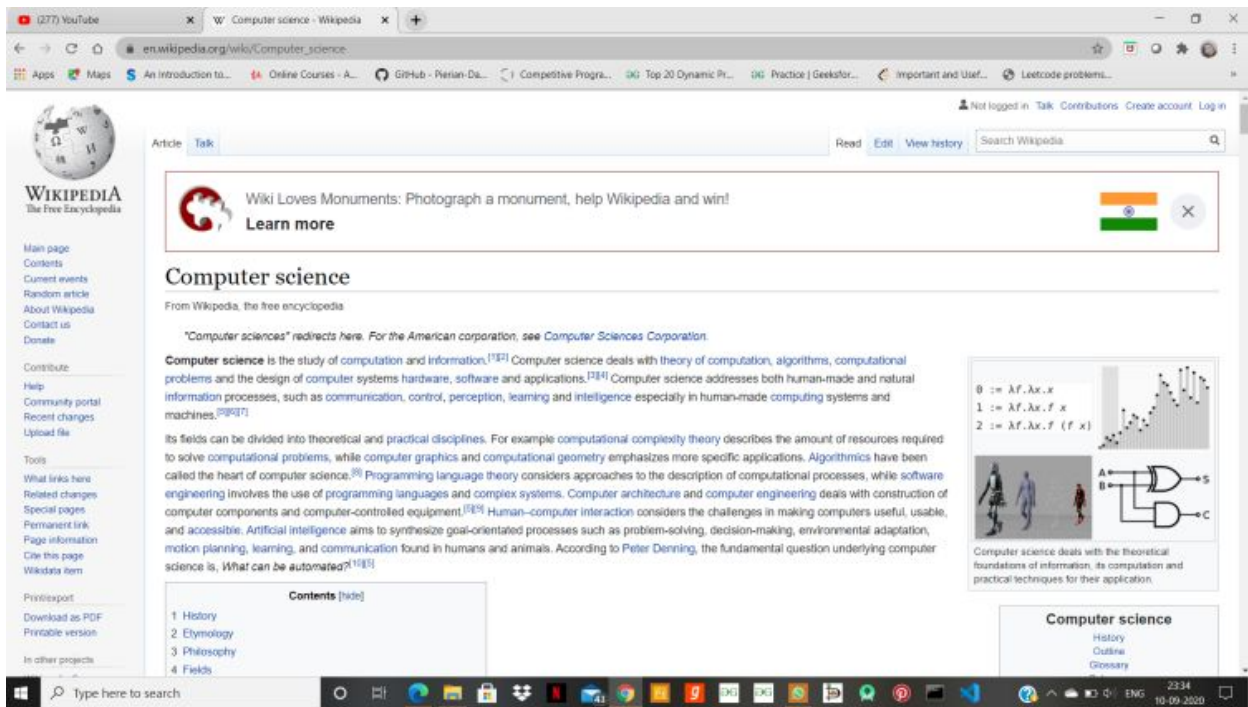 (277) YouTube
Computer science - Wikipedia
en.wikipedia.org/wiki/Computer_science
Apps
Maps
An Introduction to...
Online Courses - A...
GitHub - Pierian-Da...
Competitive Progra...
Top 20 Dynamic Pr...
Practice | Geeksfor...
Important and Usef...
Leetcode problems...
Not logged in Talk Contributions Create account Log in
Article Talk
Read Edit View history
Search Wikipedia
WIKIPEDIA
The Free Encyclopedia
Wiki Loves Monuments: Photograph a monument, help Wikipedia and win!
Learn more
Main page
Contents
Current events
Random article
About Wikipedia
Contact us
Donate
Contribute
Help
Community portal
Recent changes
Upload file
Tools
What links here
Related changes
Special pages
Permanent link
Page information
Cite this page
Wikidata item
Print/export
Download as PDF
Printable version
In other projects
Computer science
From Wikipedia, the free encyclopedia
"Computer sciences" redirects here. For the American corporation, see Computer Sciences Corporation.
Computer science is the study of computation and information.[1][2] Computer science deals with theory of computation, algorithms, computational
problems and the design of computer systems hardware, software and applications.[3][4] Computer science addresses both human-made and natural
information processes, such as communication, control, perception, learning and intelligence especially in human-made computing systems and
machines.[5][6][7]
Its fields can be divided into theoretical and practical disciplines. For example computational complexity theory describes the amount of resources required
to solve computational problems, while computer graphics and computational geometry emphasizes more specific applications. Algorithmics have been
called the heart of computer science.[8] Programming language theory considers approaches to the description of computational processes, while software
engineering involves the use of programming languages and complex systems. Computer architecture and computer engineering deals with construction of
computer components and computer-controlled equipment.[5][9] Human–computer interaction considers the challenges in making computers useful, usable,
and accessible. Artificial intelligence aims to synthesize goal-orientated processes such as problem-solving, decision-making, environmental adaptation,
motion planning, learning, and communication found in humans and animals. According to Peter Denning, the fundamental question underlying computer
science is, What can be automated?[10][5]
Contents [hide]
1 History
2 Etymology
3 Philosophy
4 Fields
0 := λf.λx.x
1 := λf.λx.f x
2 := λf.λx.f (f x)
A
B
S
C
Computer science deals with the theoretical
foundations of information, its computation and
practical techniques for their application.
Computer science
History
Outline
Glossary
Type here to search
ENG
23:34
10-09-2020